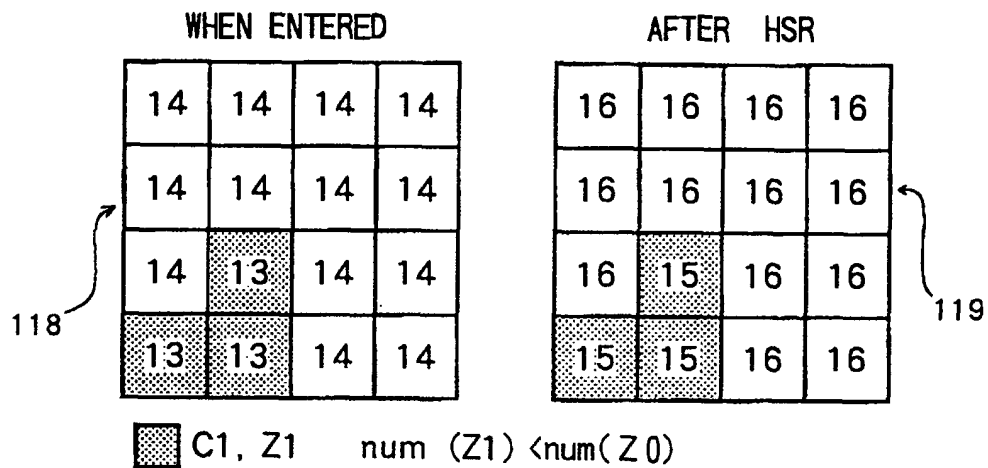 WHEN ENTERED AFTER HSR
14 14 14 14 16 16 16 16
14 14 14 14 16 16 16 16
14 13 14 14 16 15 16 16
118 119
13 13 14 14 15 15 16 16
C1, Z1 num (Z1) <num(Z0)